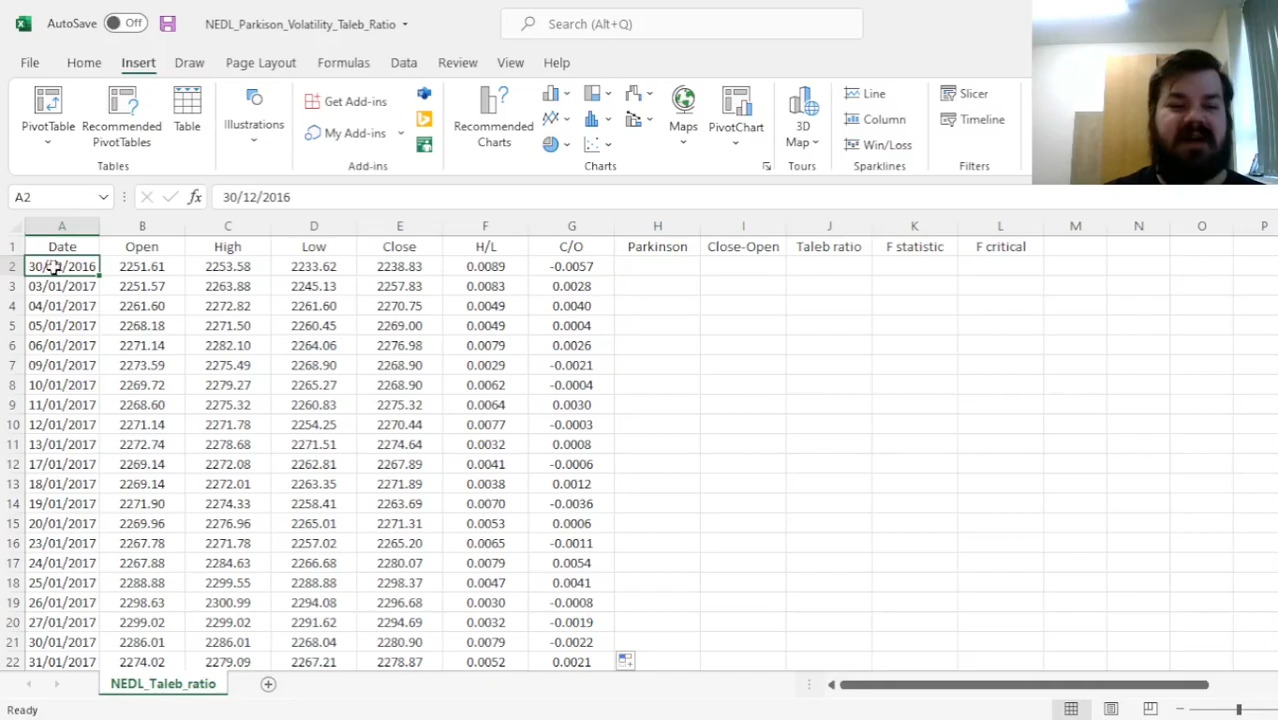 AutoSave Off NEDL_Parkison_Volatility_Taleb_Ratio Search (Alt+Q)
File Home Insert Draw Page Layout Formulas Data Review View Help
PivotTable Recommended PivotTables Table Illustrations Get Add-ins My Add-ins Recommended Charts Maps PivotChart 3D Map Line Column Win/Loss Slicer Timeline
Tables Add-ins Charts Tours Sparklines Filters
A2 fx 30/12/2016
A B C D E F G H I J K L M N O P
1 Date Open High Low Close H/L C/O Parkinson Close-Open Taleb ratio F statistic F critical
2 30/12/2016 2251.61 2253.58 2233.62 2238.83 0.0089 -0.0057
3 03/01/2017 2251.57 2263.88 2245.13 2257.83 0.0083 0.0028
4 04/01/2017 2261.60 2272.82 2261.60 2270.75 0.0049 0.0040
5 05/01/2017 2268.18 2271.50 2260.45 2269.00 0.0049 0.0004
6 06/01/2017 2271.14 2282.10 2264.06 2276.98 0.0079 0.0026
7 09/01/2017 2273.59 2275.49 2268.90 2268.90 0.0029 -0.0021
8 10/01/2017 2269.72 2279.27 2265.27 2268.90 0.0062 -0.0004
9 11/01/2017 2268.60 2275.32 2260.83 2275.32 0.0064 0.0030
10 12/01/2017 2271.14 2271.78 2254.25 2270.44 0.0077 -0.0003
11 13/01/2017 2272.74 2278.68 2271.51 2274.64 0.0032 0.0008
12 17/01/2017 2269.14 2272.08 2262.81 2267.89 0.0041 -0.0006
13 18/01/2017 2269.14 2272.01 2263.35 2271.89 0.0038 0.0012
14 19/01/2017 2271.90 2274.33 2258.41 2263.69 0.0070 -0.0036
15 20/01/2017 2269.96 2276.96 2265.01 2271.31 0.0053 0.0006
16 23/01/2017 2267.78 2271.78 2257.02 2265.20 0.0065 -0.0011
17 24/01/2017 2267.88 2284.63 2266.68 2280.07 0.0079 0.0054
18 25/01/2017 2288.88 2299.55 2288.88 2298.37 0.0047 0.0041
19 26/01/2017 2298.63 2300.99 2294.08 2296.68 0.0030 -0.0008
20 27/01/2017 2299.02 2299.02 2291.62 2294.69 0.0032 -0.0019
21 30/01/2017 2286.01 2286.01 2268.04 2280.90 0.0079 -0.0022
22 31/01/2017 2274.02 2279.09 2267.21 2278.87 0.0052 0.0021
NEDL_Taleb_ratio
Ready